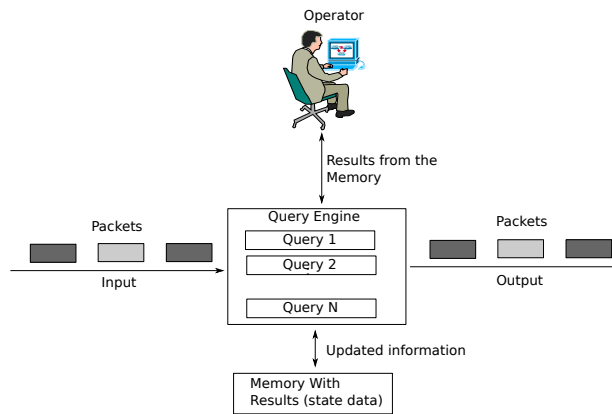 Operator
Results from the
Memory
Packets
Input
Query Engine
Query 1
Query 2
Query N
Packets
Output
Updated information
Memory With
Results (state data)